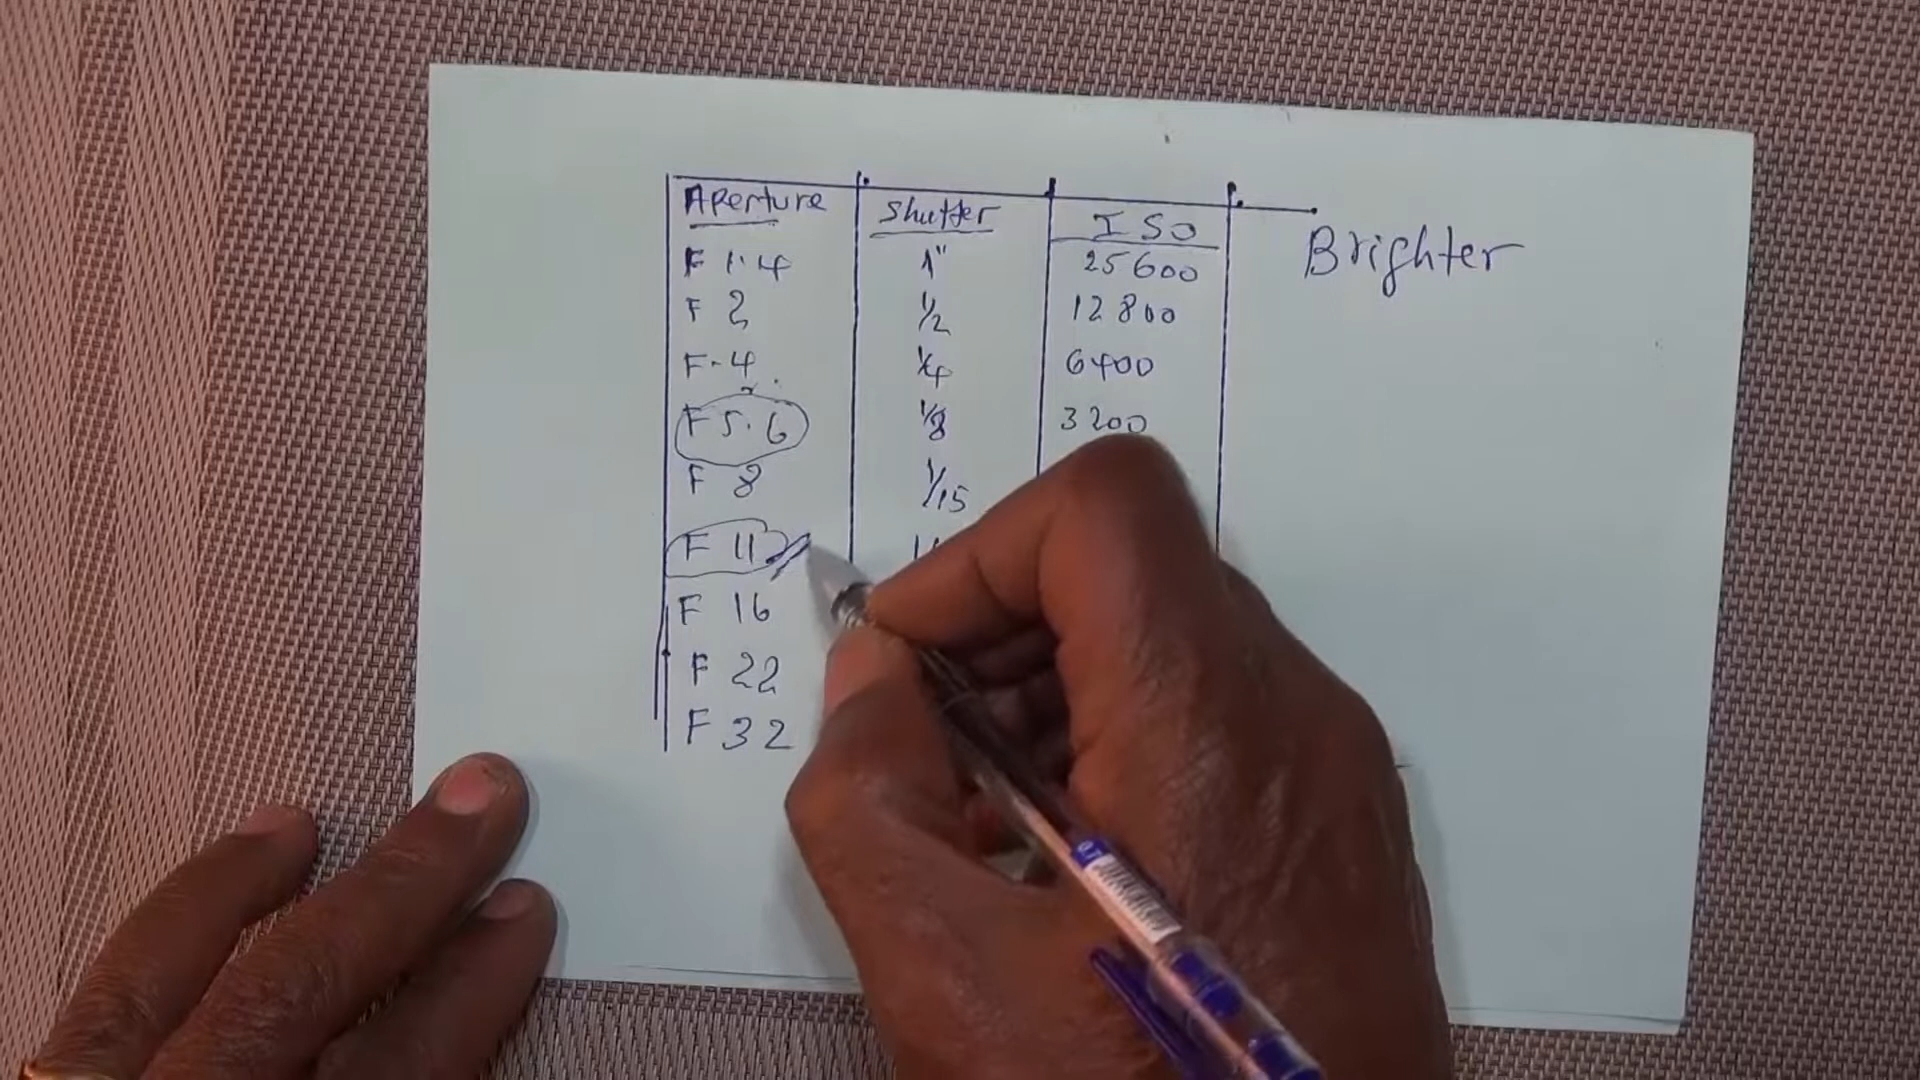 Aperture Shutter ISO Brighter
F 1.4 1" 25600
F 2 1/2 12800
F.4 1/4 6400
F 5.6 1/8 3200
F 8 1/15
F 11
F 16
F 22
F 32